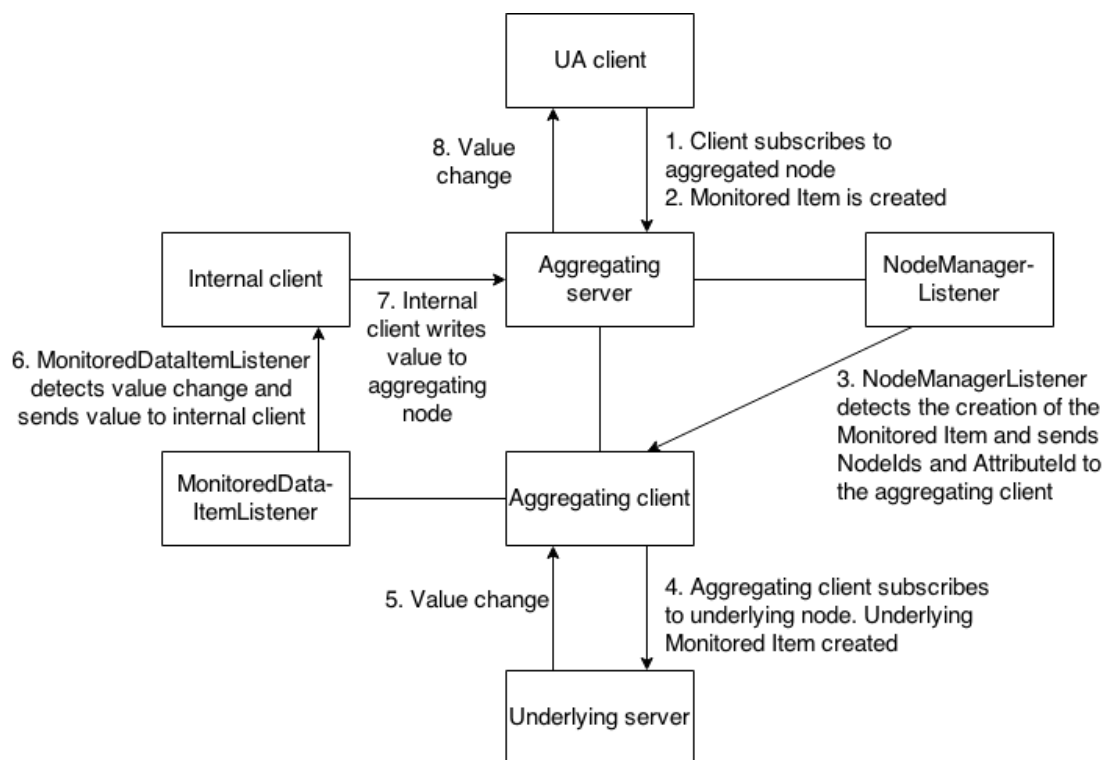 UA client
8. Value
change
1. Client subscribes to
aggregated node
2. Monitored Item is created
Internal client
Aggregating
server
NodeManager-
Listener
7. Internal
client writes
value to
aggregating
node
6. MonitoredDataItemListener
detects value change and
sends value to internal client
3. NodeManagerListener
detects the creation of the
Monitored Item and sends
NodeIds and AttributeId to
the aggregating client
MonitoredData-
ItemListener
Aggregating client
5. Value change
4. Aggregating client subscribes
to underlying node. Underlying
Monitored Item created
Underlying server